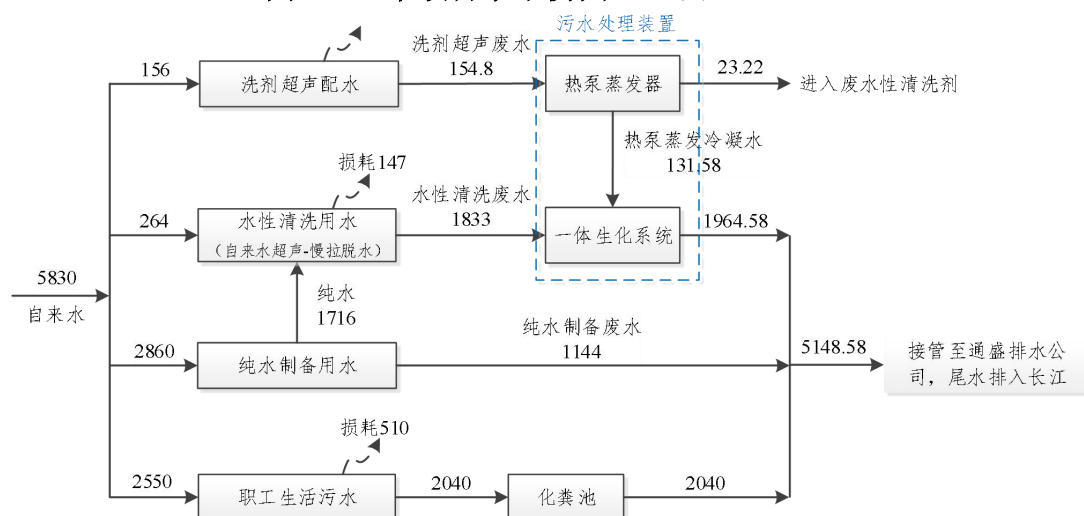 污水处理装置
156
洗剂超声配水
洗剂超声废水
154.8
热泵蒸发器
23.22
进入废水性清洗剂
热泵蒸发冷凝水
131.58
损耗147
264
水性清洗用水
（自来水超声-慢拉脱水）
水性清洗废水
1833
一体生化系统
1964.58
5830
自来水
纯水
1716
2860
纯水制备用水
纯水制备废水
1144
5148.58
接管至通盛排水公
司，尾水排入长江
损耗510
2550
职工生活污水
2040
化粪池
2040